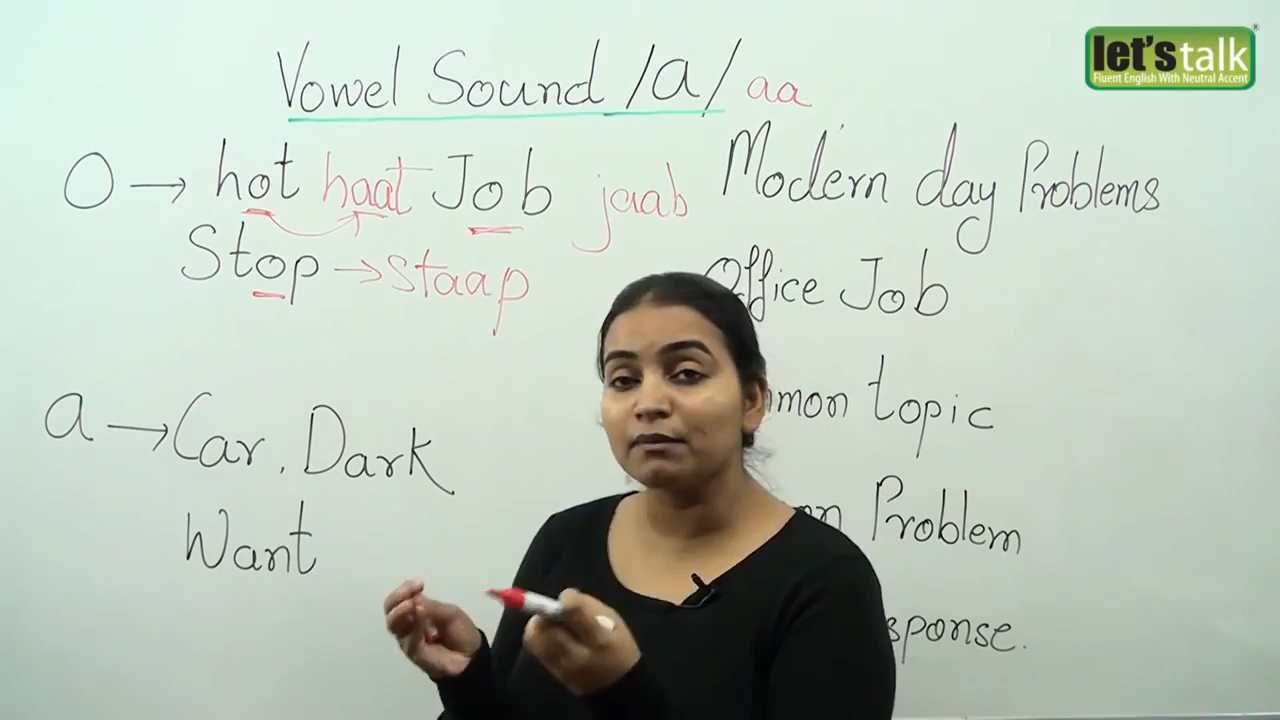 Vowel Sound /a/ aa
O → hot haat Job jaab
Stop → staap
a → Car, Dark
Want
Modern day Problems
Office Job
topic
Problem
let's talk
Fluent English With Neutral Accent
®